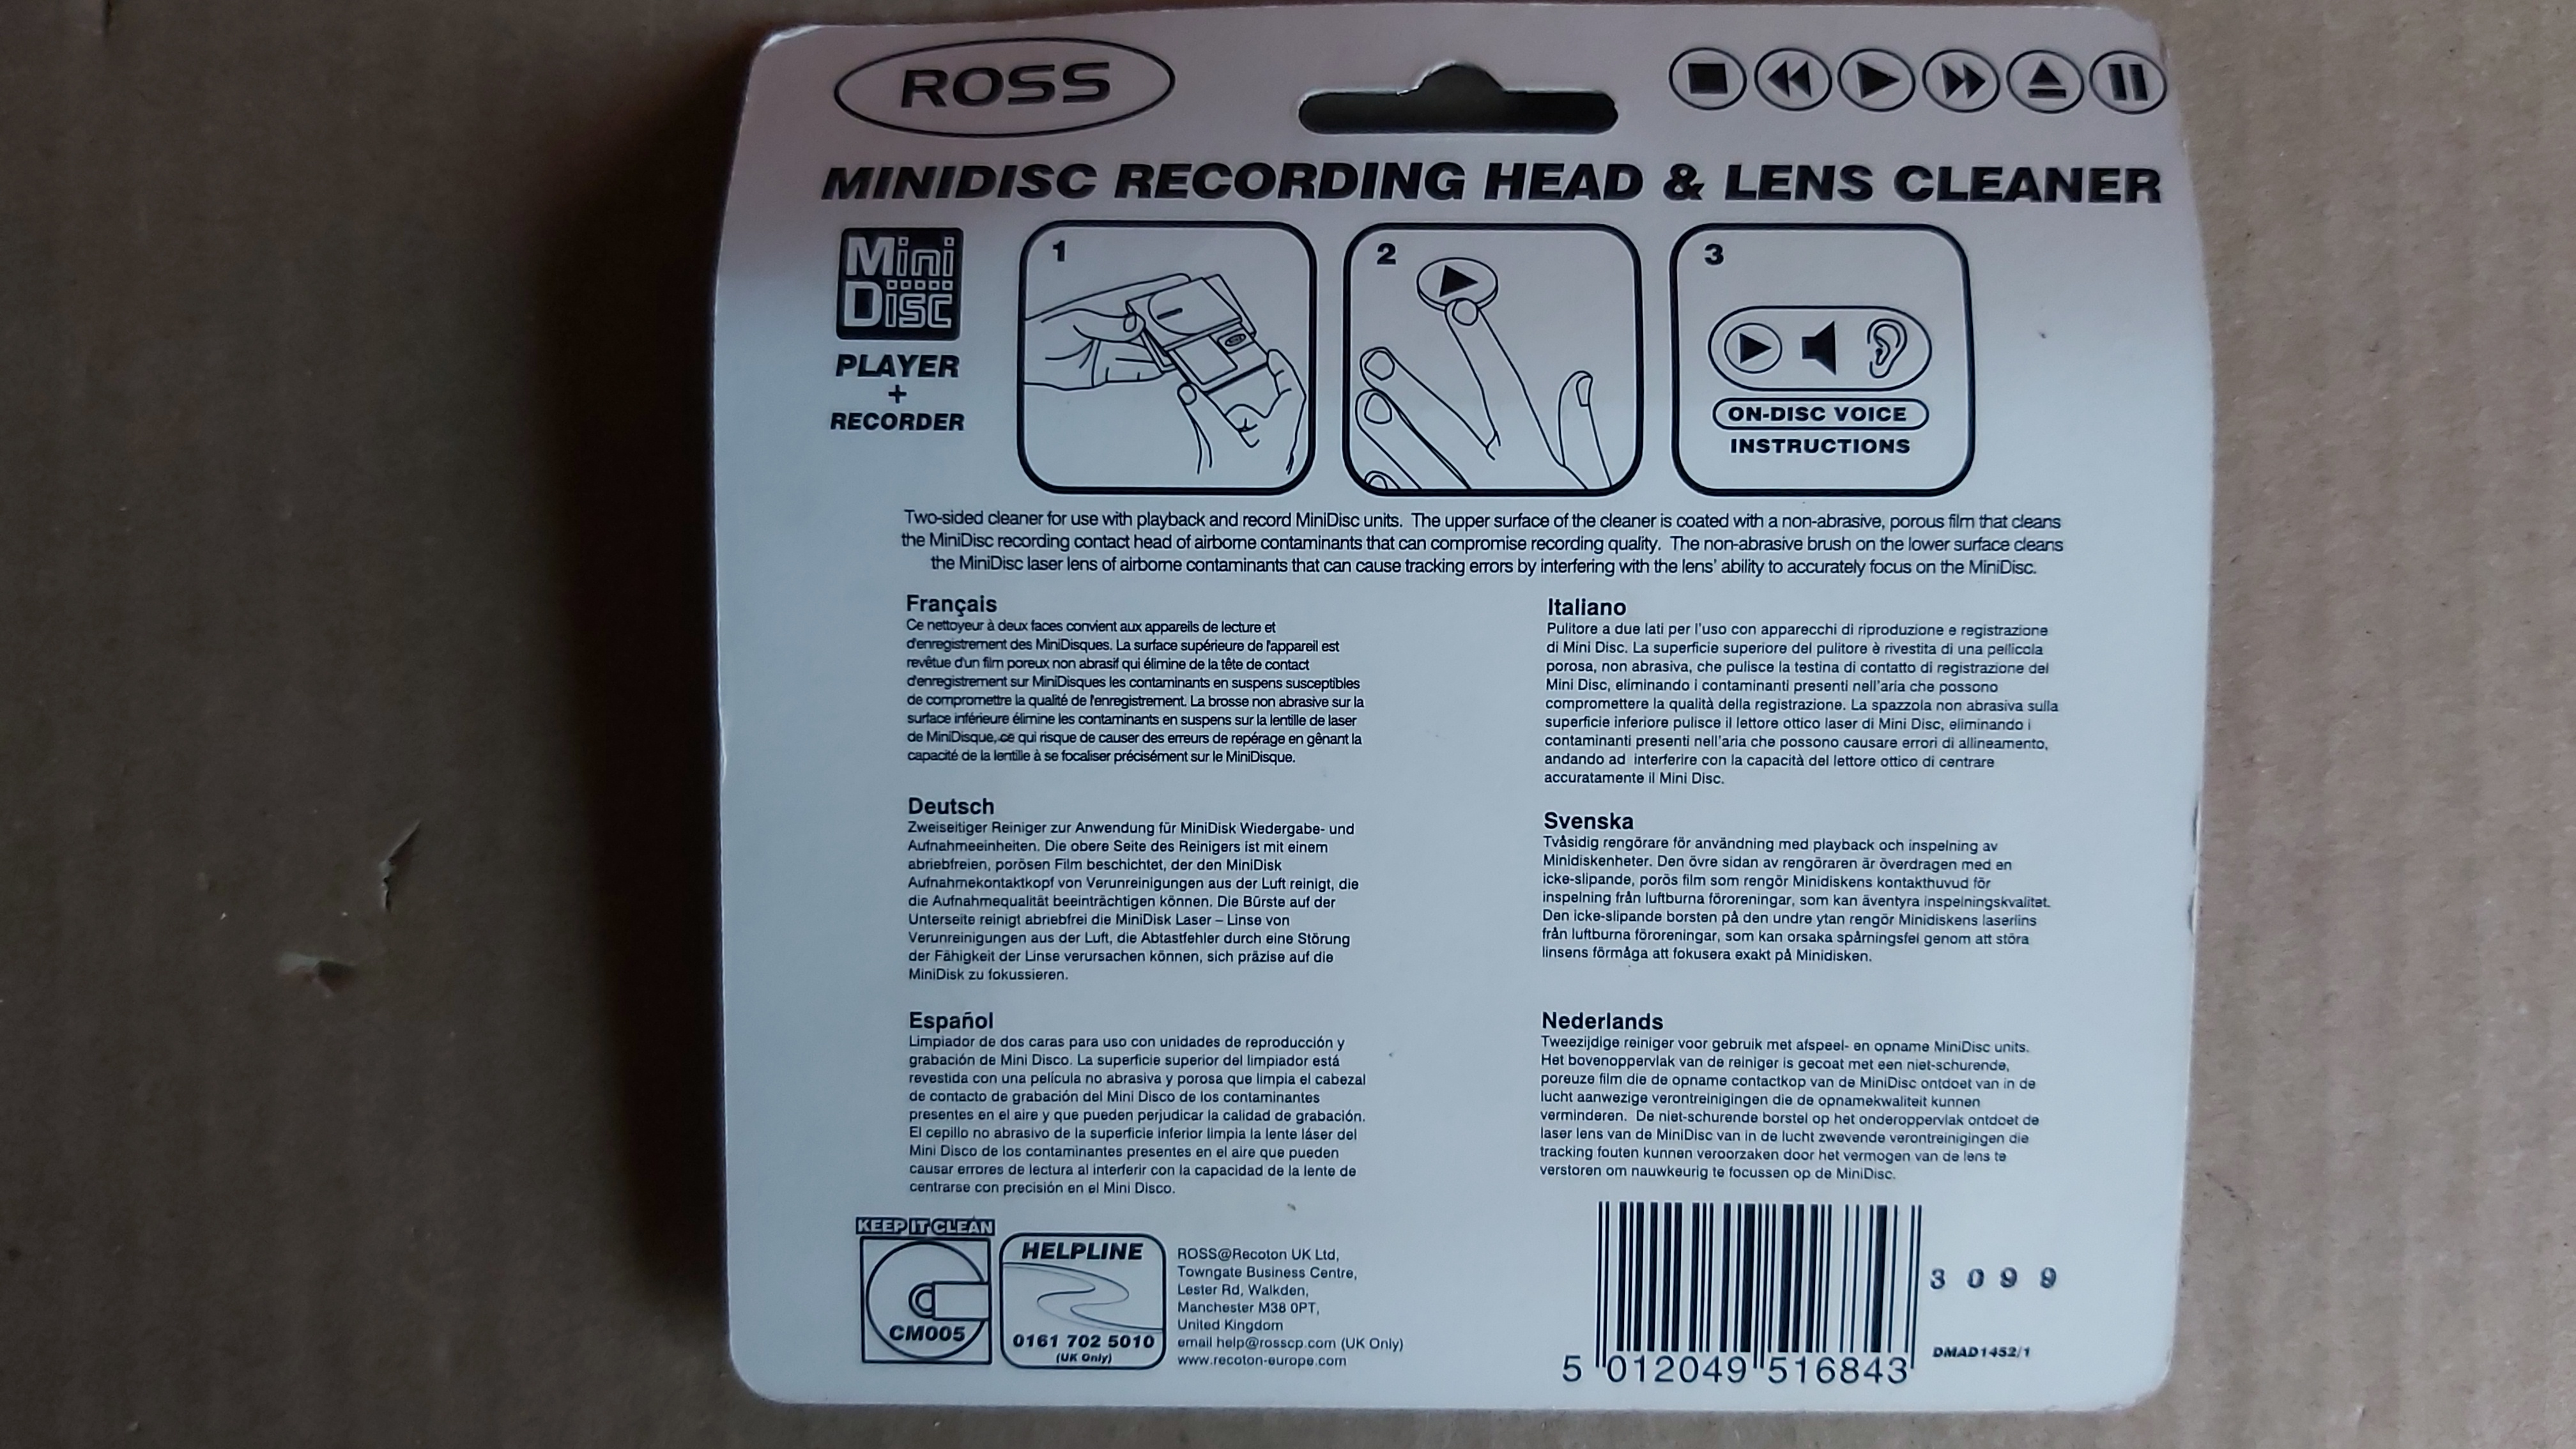 ROSS
MINIDISC RECORDING HEAD & LENS CLEANER
Mini
Disc
PLAYER
+
RECORDER
1
2
3
ON-DISC VOICE
INSTRUCTIONS
Two-sided cleaner for use with playback and record MiniDisc units. The upper surface of the cleaner is coated with a non-abrasive, porous film that cleans
the MiniDisc recording contact head of airborne contaminants that can compromise recording quality. The non-abrasive brush on the lower surface cleans
the MiniDisc laser lens of airborne contaminants that can cause tracking errors by interfering with the lens' ability to accurately focus on the MiniDisc.
Français
Ce nettoyeur à deux faces convient aux appareils de lecture et
d'enregistrement des MiniDisques. La surface supérieure de l'appareil est
revêtue d'un film poreux non abrasif qui élimine de la tête de contact
d'enregistrement sur MiniDisques les contaminants en suspens susceptibles
de compromettre la qualité de l'enregistrement. La brosse non abrasive sur la
surface inférieure élimine les contaminants en suspens sur la lentille de laser
de MiniDisque, ce qui risque de causer des erreurs de repérage en gênant la
capacité de la lentille à se focaliser précisément sur le MiniDisque.
Deutsch
Zweiseitiger Reiniger zur Anwendung für MiniDisk Wiedergabe- und
Aufnahmeeinheiten. Die obere Seite des Reinigers ist mit einem
abriebfreien, porösen Film beschichtet, der den MiniDisk
Aufnahmekontaktkopf von Verunreinigungen aus der Luft reinigt, die
die Aufnahmequalität beeinträchtigen können. Die Bürste auf der
Unterseite reinigt abriebfrei die MiniDisk Laser – Linse von
Verunreinigungen aus der Luft, die Abtastfehler durch eine Störung
der Fähigkeit der Linse verursachen können, sich präzise auf die
MiniDisk zu fokussieren.
Español
Limpiador de dos caras para uso con unidades de reproducción y
grabación de Mini Disco. La superficie superior del limpiador está
revestida con una película no abrasiva y porosa que limpia el cabezal
de contacto de grabación del Mini Disco de los contaminantes
presentes en el aire y que pueden perjudicar la calidad de grabación.
El cepillo no abrasivo de la superficie inferior limpia la lente láser del
Mini Disco de los contaminantes presentes en el aire que pueden
causar errores de lectura al interferir con la capacidad de la lente de
centrarse con precisión en el Mini Disco.
Italiano
Pulitore a due lati per l'uso con apparecchi di riproduzione e registrazione
di Mini Disc. La superficie superiore del pulitore è rivestita di una pellicola
porosa, non abrasiva, che pulisce la testina di contatto di registrazione del
Mini Disc, eliminando i contaminanti presenti nell'aria che possono
compromettere la qualità della registrazione. La spazzola non abrasiva sulla
superficie inferiore pulisce il lettore ottico laser di Mini Disc, eliminando i
contaminanti presenti nell'aria che possono causare errori di allineamento,
andando ad interferire con la capacità del lettore ottico di centrare
accuratamente il Mini Disc.
Svenska
Tvåsidig rengörare för användning med playback och inspelning av
Minidiskenheter. Den övre sidan av rengöraren är överdragen med en
icke-slipande, porös film som rengör Minidiskens kontakthuvud för
inspelning från luftburna föroreningar, som kan äventyra inspelningskvalitet.
Den icke-slipande borsten på den undre ytan rengör Minidiskens laserlins
från luftburna föroreningar, som kan orsaka spårningsfel genom att störa
linsens förmåga att fokusera exakt på Minidisken.
Nederlands
Tweezijdige reiniger voor gebruik met afspeel- en opname MiniDisc units.
Het bovenoppervlak van de reiniger is gecoat met een niet-schurende,
poreuze film die de opname contactkop van de MiniDisc ontdoet van in de
lucht aanwezige verontreinigingen die de opnamekwaliteit kunnen
verminderen. De niet-schurende borstel op het onderoppervlak ontdoet de
laser lens van de MiniDisc van in de lucht zwevende verontreinigingen die
tracking fouten kunnen veroorzaken door het vermogen van de lens te
verstoren om nauwkeurig te focussen op de MiniDisc.
KEEP IT CLEAN
CM005
HELPLINE
0161 702 5010
(UK Only)
ROSS@Recoton UK Ltd,
Towngate Business Centre,
Lester Rd, Walkden,
Manchester M38 0PT,
United Kingdom
email help@rosscp.com (UK Only)
www.recoton-europe.com
5 012049 516843
3 0 9 9
DMAD1452/1